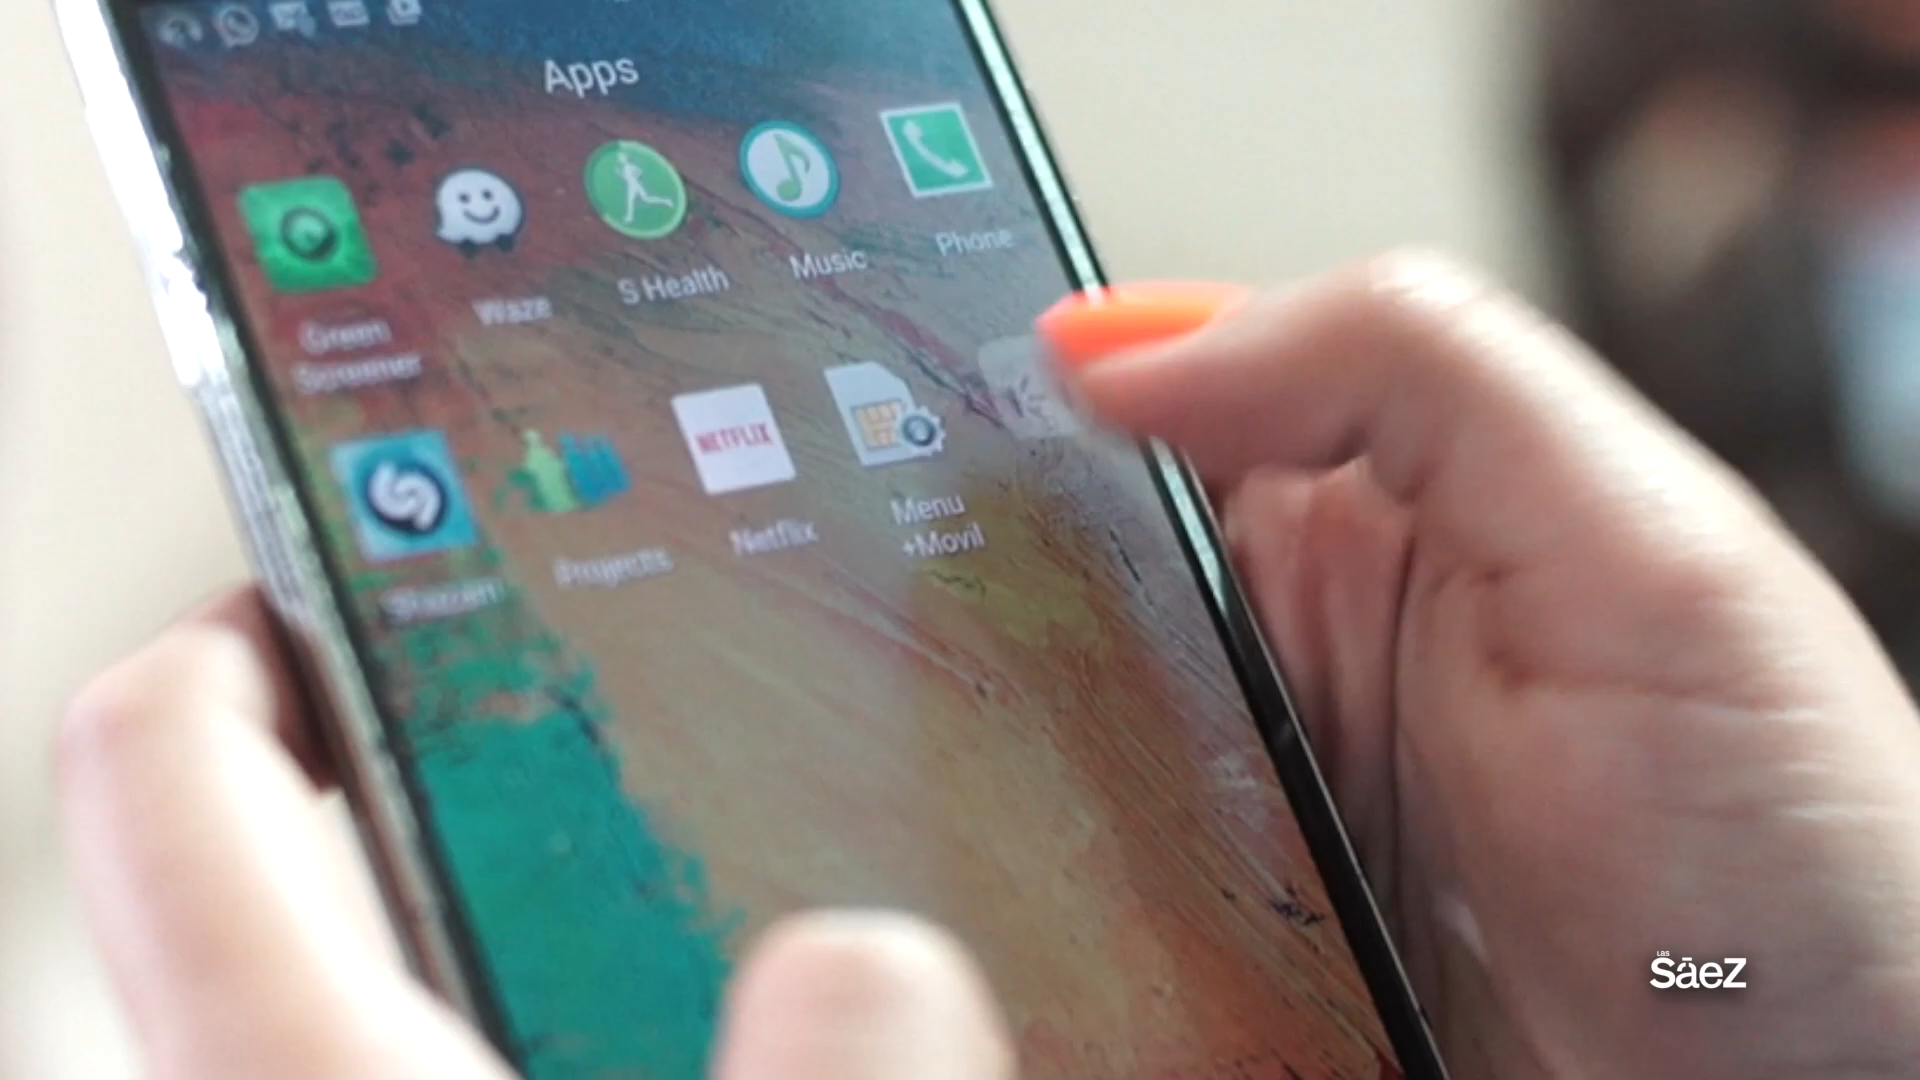 Apps
Green
Screener
Waze
S Health
Music
Phone
Shazam
Projects
NETFLIX
Netflix
Menu
+Movil
LAS
SāeZ